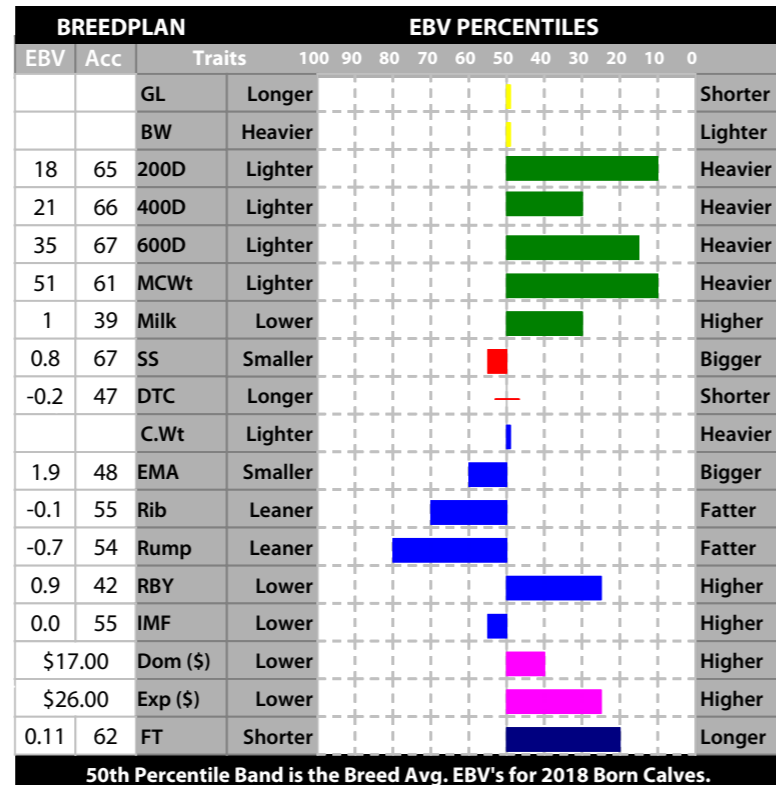 BREEDPLAN EBV PERCENTILES
EBV Acc Traits 100 90 80 70 60 50 40 30 20 10 0
GL Longer Shorter
BW Heavier Lighter
18 65 200D Lighter Heavier
21 66 400D Lighter Heavier
35 67 600D Lighter Heavier
51 61 MCWt Lighter Heavier
1 39 Milk Lower Higher
0.8 67 SS Smaller Bigger
-0.2 47 DTC Longer Shorter
C.Wt Lighter Heavier
1.9 48 EMA Smaller Bigger
-0.1 55 Rib Leaner Fatter
-0.7 54 Rump Leaner Fatter
0.9 42 RBY Lower Higher
0.0 55 IMF Lower Higher
$17.00 Dom ($) Lower Higher
$26.00 Exp ($) Lower Higher
0.11 62 FT Shorter Longer
50th Percentile Band is the Breed Avg. EBV's for 2018 Born Calves.